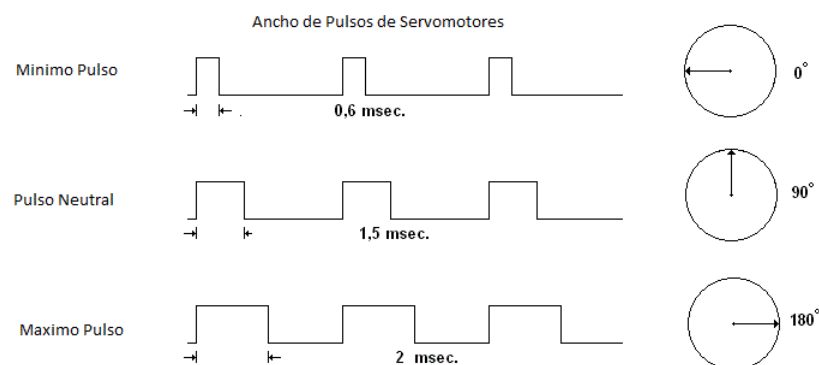 Ancho de Pulsos de Servomotores
Minimo Pulso
0,6 msec.
0°
Pulso Neutral
1,5 msec.
90°
Maximo Pulso
2 msec.
180°